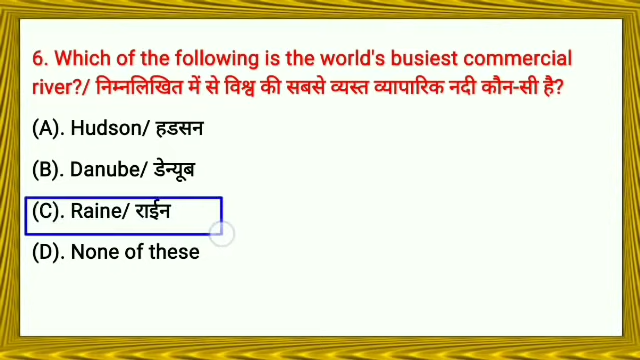 6. Which of the following is the world's busiest commercial
river?/ निम्नलिखित में से विश्व की सबसे व्यस्त व्यापारिक नदी कौन-सी है?
(A). Hudson/ हडसन
(B). Danube/ डेन्यूब
(C). Raine/ राईन
(D). None of these